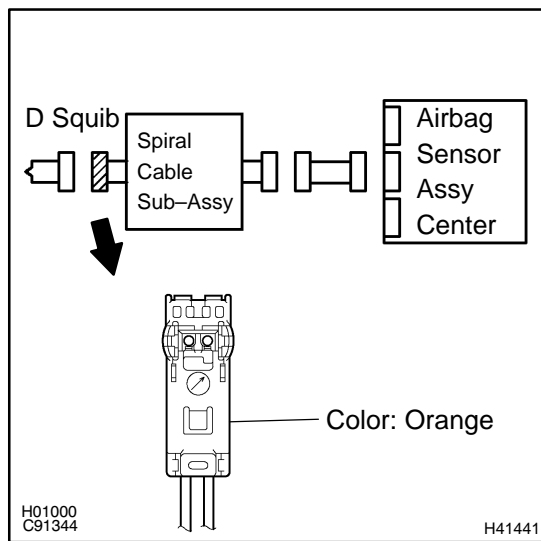 D Squib
Spiral
Cable
Sub–Assy
Airbag
Sensor
Assy
Center
Color: Orange
H01000
C91344
H41441